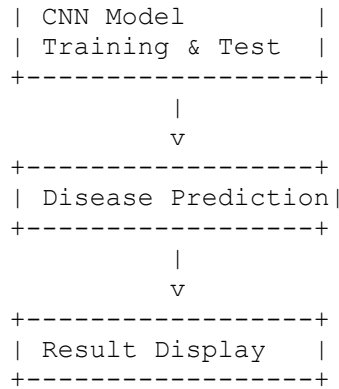 | CNN Model        |
| Training & Test  |
+------------------+
          |
          v
+------------------+
| Disease Prediction|
+------------------+
          |
          v
+------------------+
| Result Display   |
+------------------+